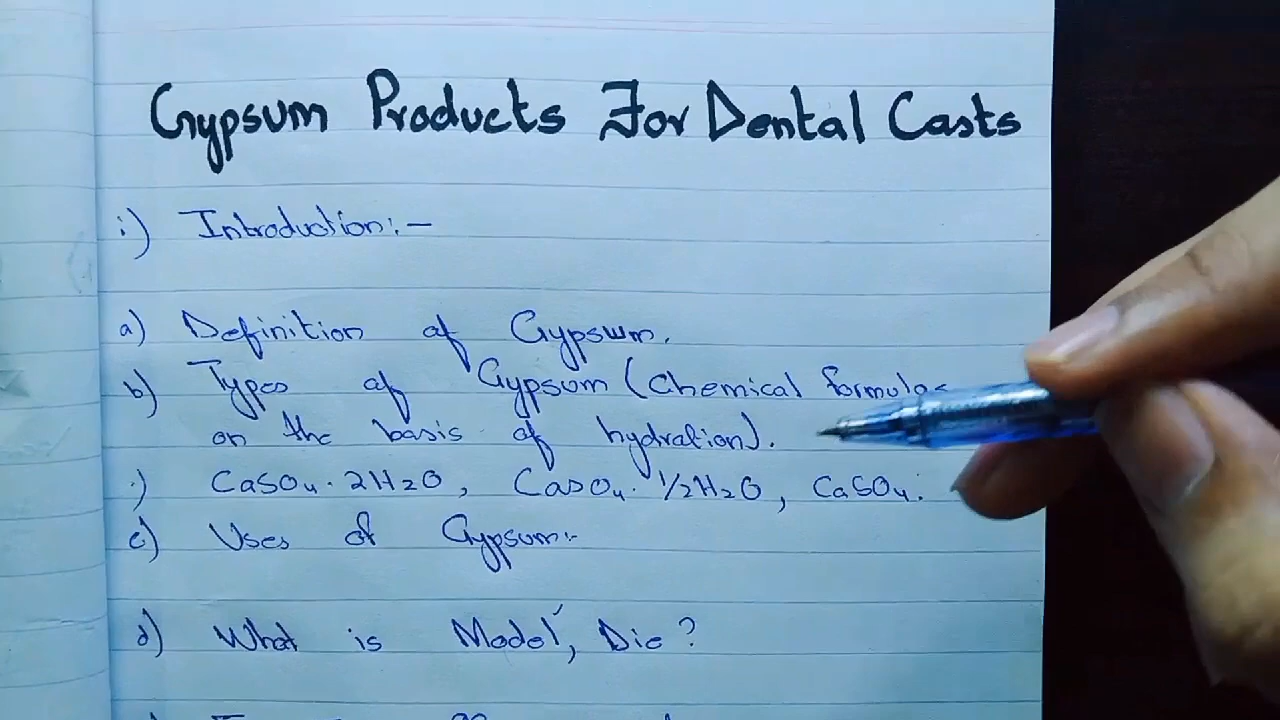 Gypsum Products For Dental Casts
i) Introduction:-
a) Definition of Gypsum.
b) Types of Gypsum (Chemical formulas
on the basis of hydration).
.) CaSO4. 2H2O, CaSO4. 1/2H2O, CaSO4.
c) Uses of Gypsum:-
d) What is Model, Die?